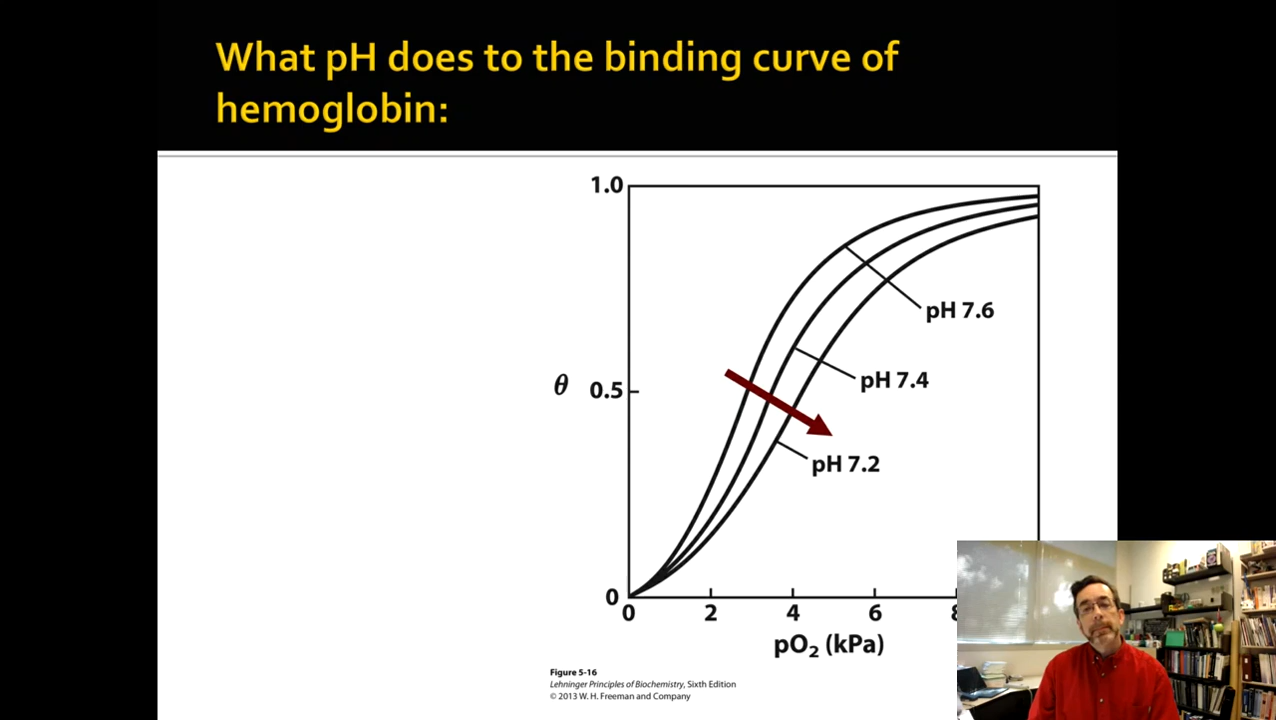 What pH does to the binding curve of
hemoglobin:
1.0
pH 7.6
pH 7.4
θ 0.5
pH 7.2
0
0 2 4 6 8
pO₂ (kPa)
Figure 5-16
Lehninger Principles of Biochemistry, Sixth Edition
© 2013 W. H. Freeman and Company